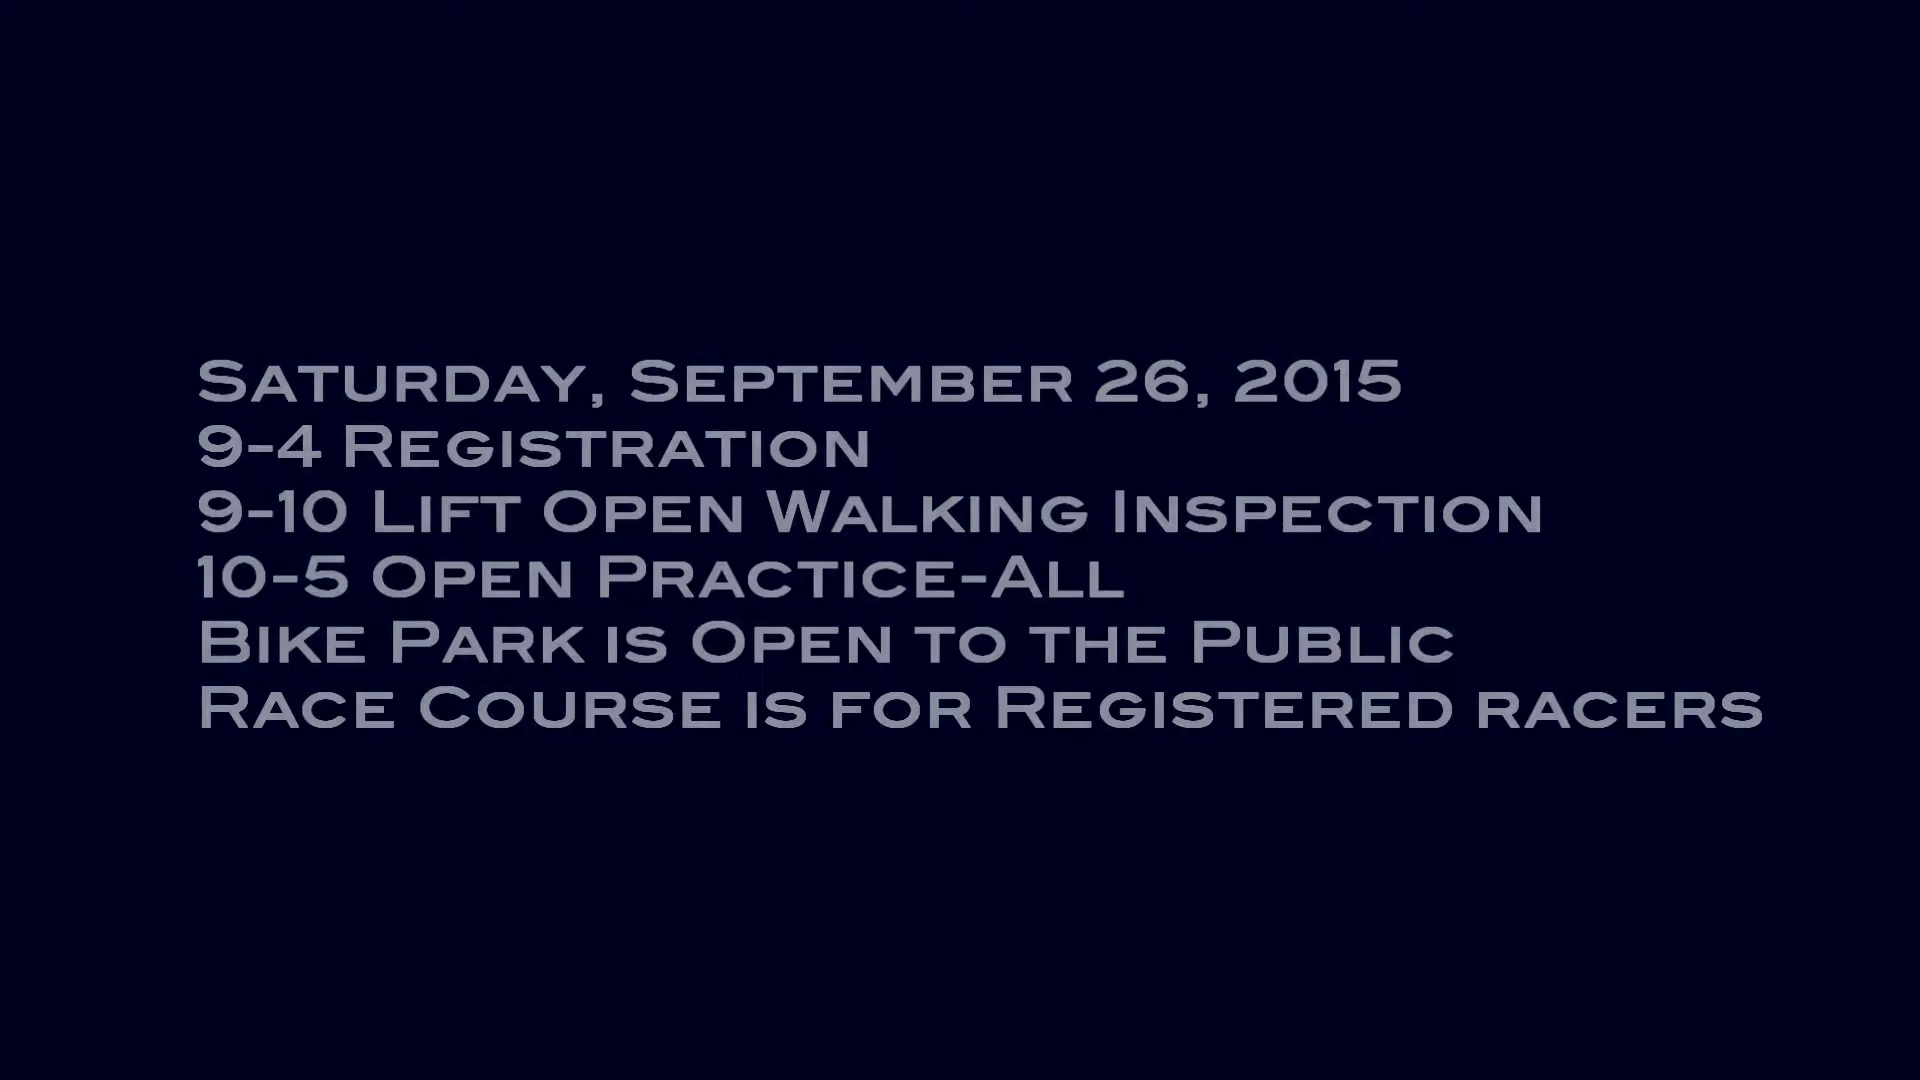 Saturday, September 26, 2015
9-4 Registration
9-10 Lift Open Walking Inspection
10-5 Open Practice-All
Bike Park is Open to the Public
Race Course is for Registered racers